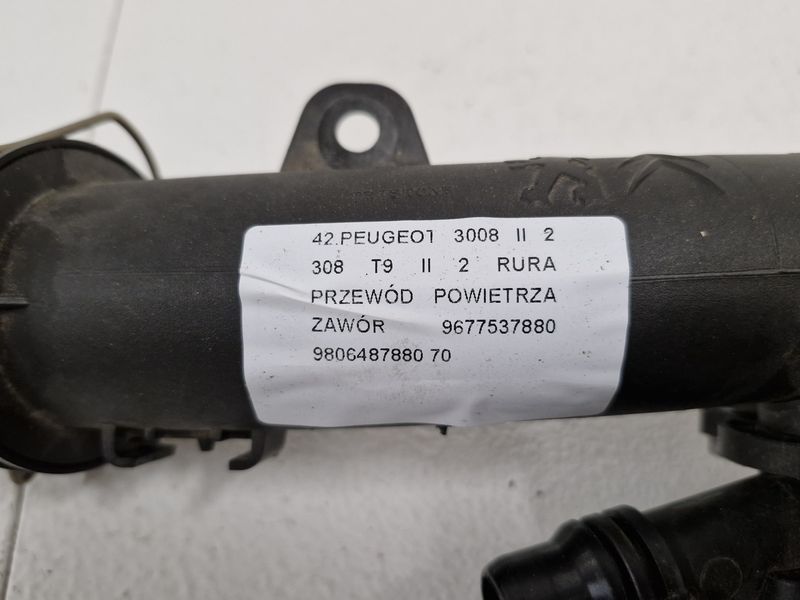 42.PEUGEOT 3008 II 2
308 T9 II 2 RURA
PRZEWÓD POWIETRZA
ZAWÓR 9677537880
9806487880 70